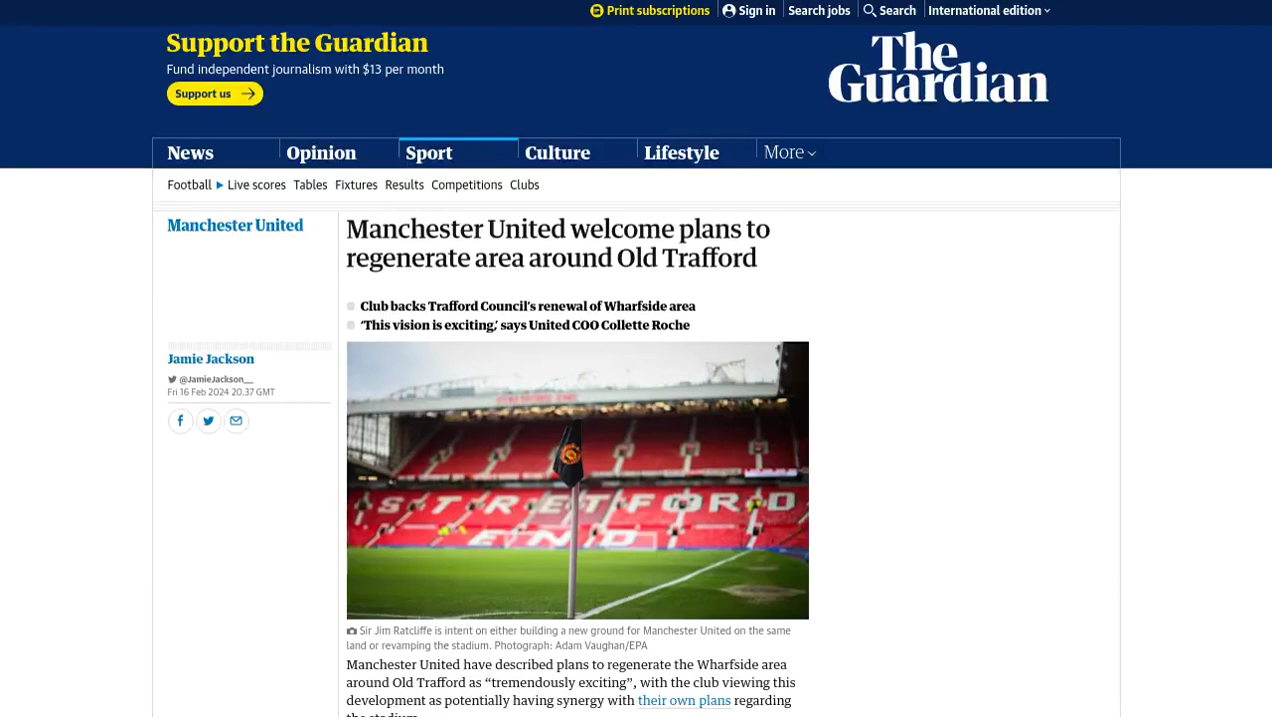 Print subscriptions
Sign in
Search jobs
Search
International edition
Support the Guardian
Fund independent journalism with $13 per month
Support us
The
Guardian
News
Opinion
Sport
Culture
Lifestyle
More
Football
Live scores
Tables
Fixtures
Results
Competitions
Clubs
Manchester United
Manchester United welcome plans to
regenerate area around Old Trafford
Club backs Trafford Council’s renewal of Wharfside area
‘This vision is exciting,’ says United COO Collette Roche
Jamie Jackson
@JamieJackson__
Fri 16 Feb 2024 20.37 GMT
STRETFORD
END
Sir Jim Ratcliffe is intent on either building a new ground for Manchester United on the same
land or revamping the stadium. Photograph: Adam Vaughan/EPA
Manchester United have described plans to regenerate the Wharfside area
around Old Trafford as “tremendously exciting”, with the club viewing this
development as potentially having synergy with their own plans regarding
the stadium.